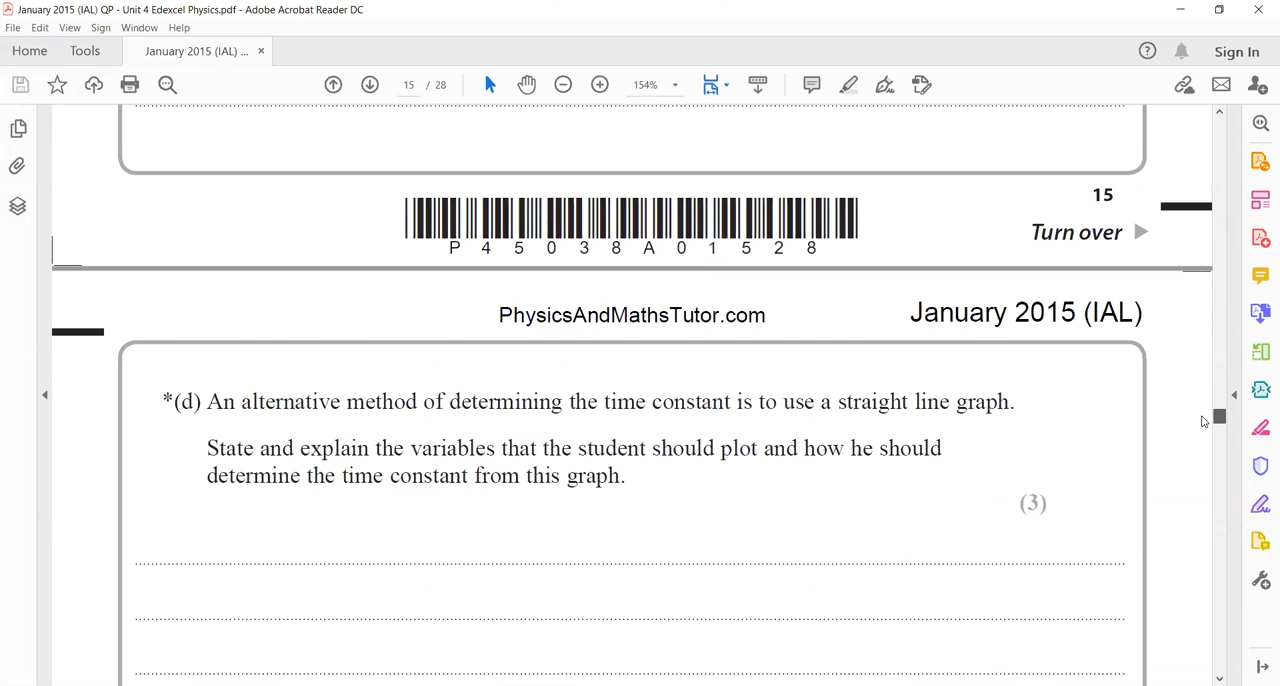 January 2015 (IAL) QP - Unit 4 Edexcel Physics.pdf - Adobe Acrobat Reader DC
File Edit View Sign Window Help
Home Tools January 2015 (IAL) ... × Sign In
15 / 28 154%
15
Turn over
P 4 5 0 3 8 A 0 1 5 2 8
PhysicsAndMathsTutor.com January 2015 (IAL)
*(d) An alternative method of determining the time constant is to use a straight line graph.
State and explain the variables that the student should plot and how he should
determine the time constant from this graph.
(3)